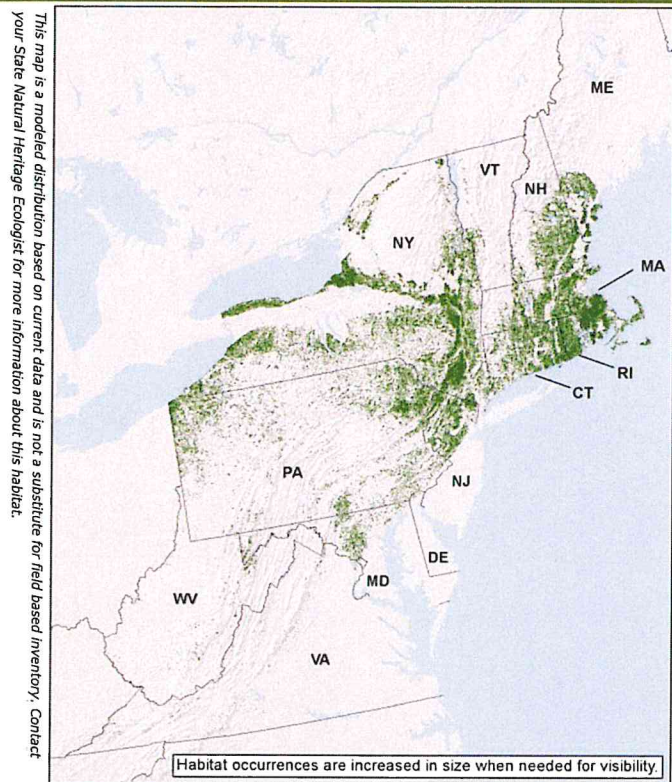 ME
VT
NH
NY
MA
RI
CT
PA
NJ
DE
MD
WV
VA
Habitat occurrences are increased in size when needed for visibility.
This map is a modeled distribution based on current data and is not a substitute for field based inventory. Contact
your State Natural Heritage Ecologist for more information about this habitat.